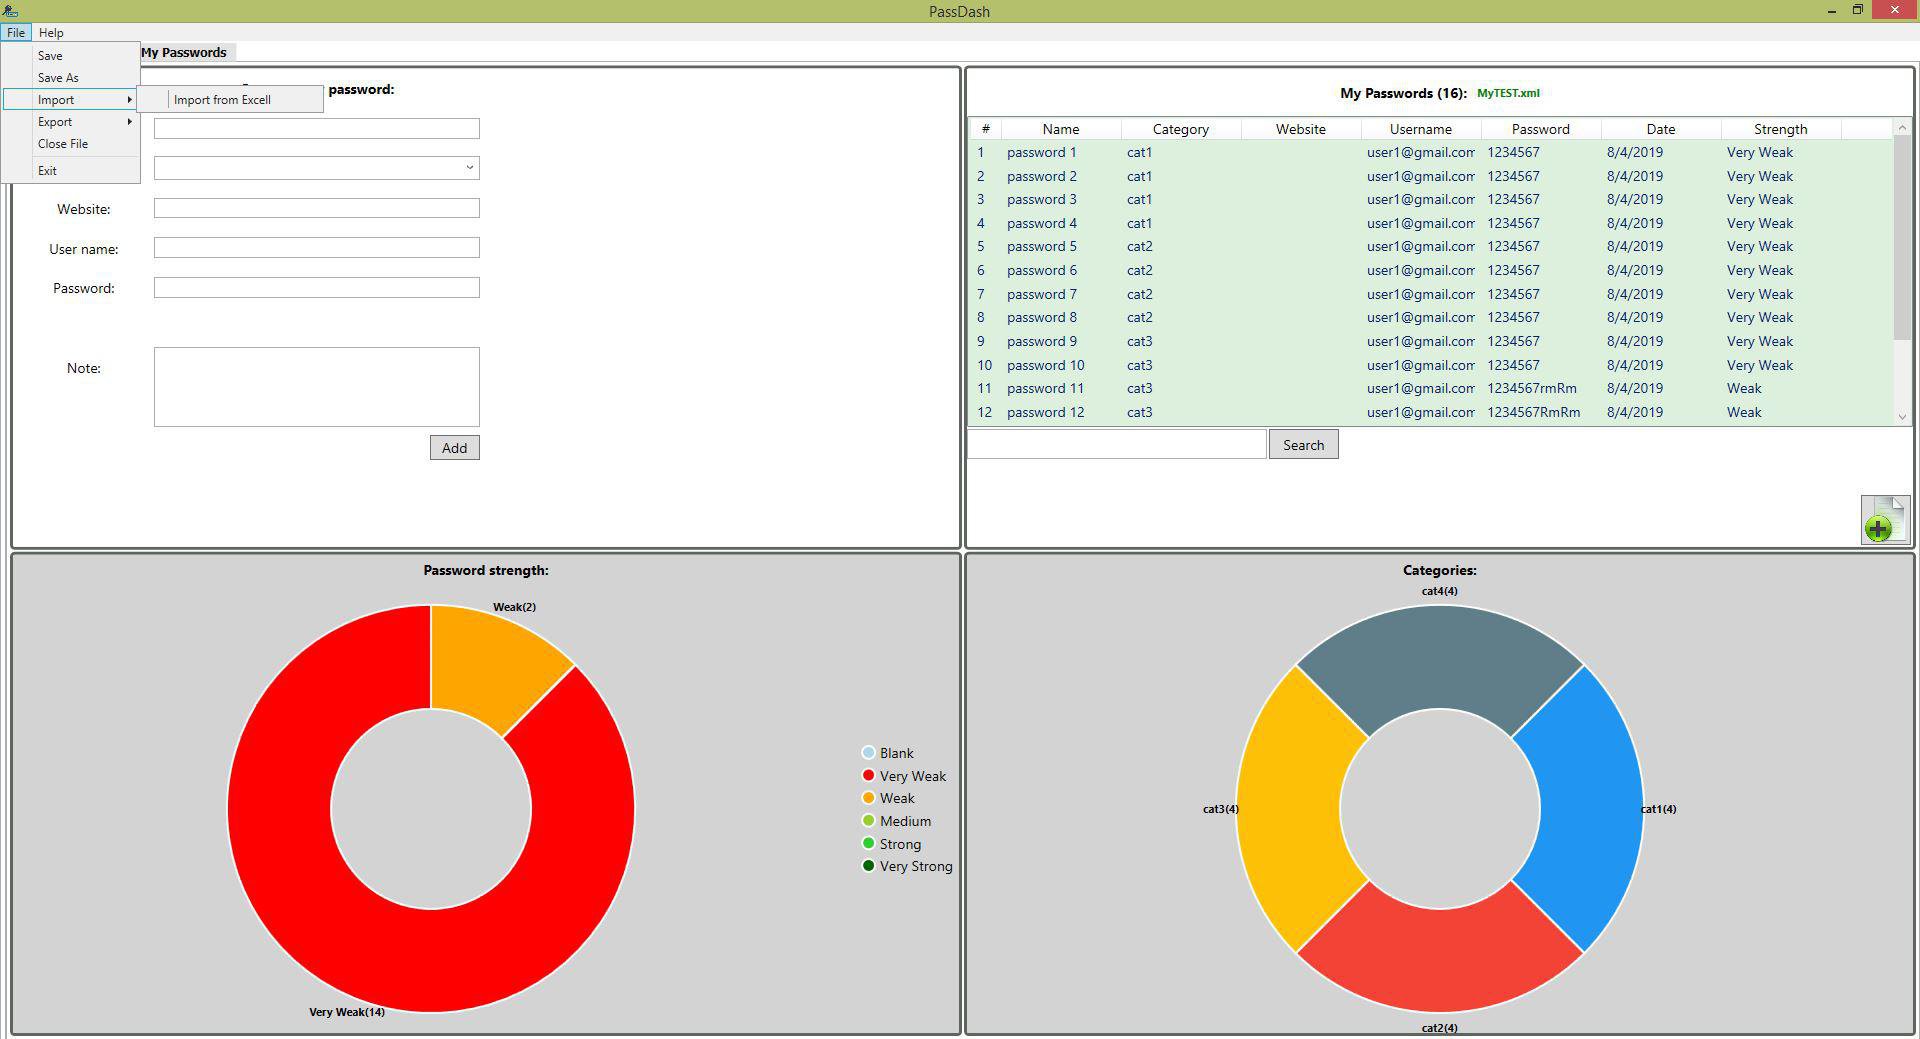 PassDash
File Help
Save
Save As
Import
Import from Excell
Export
Close File
Exit
My Passwords
password:
Website:
User name:
Password:
Note:
Add
My Passwords (16): MyTEST.xml
# Name Category Website Username Password Date Strength
1 password 1 cat1 user1@gmail.com 1234567 8/4/2019 Very Weak
2 password 2 cat1 user1@gmail.com 1234567 8/4/2019 Very Weak
3 password 3 cat1 user1@gmail.com 1234567 8/4/2019 Very Weak
4 password 4 cat1 user1@gmail.com 1234567 8/4/2019 Very Weak
5 password 5 cat2 user1@gmail.com 1234567 8/4/2019 Very Weak
6 password 6 cat2 user1@gmail.com 1234567 8/4/2019 Very Weak
7 password 7 cat2 user1@gmail.com 1234567 8/4/2019 Very Weak
8 password 8 cat2 user1@gmail.com 1234567 8/4/2019 Very Weak
9 password 9 cat3 user1@gmail.com 1234567 8/4/2019 Very Weak
10 password 10 cat3 user1@gmail.com 1234567 8/4/2019 Very Weak
11 password 11 cat3 user1@gmail.com 1234567rmRm 8/4/2019 Weak
12 password 12 cat3 user1@gmail.com 1234567RmRm 8/4/2019 Weak
Search
Password strength:
Weak(2)
Very Weak(14)
Blank
Very Weak
Weak
Medium
Strong
Very Strong
Categories:
cat4(4)
cat3(4)
cat1(4)
cat2(4)